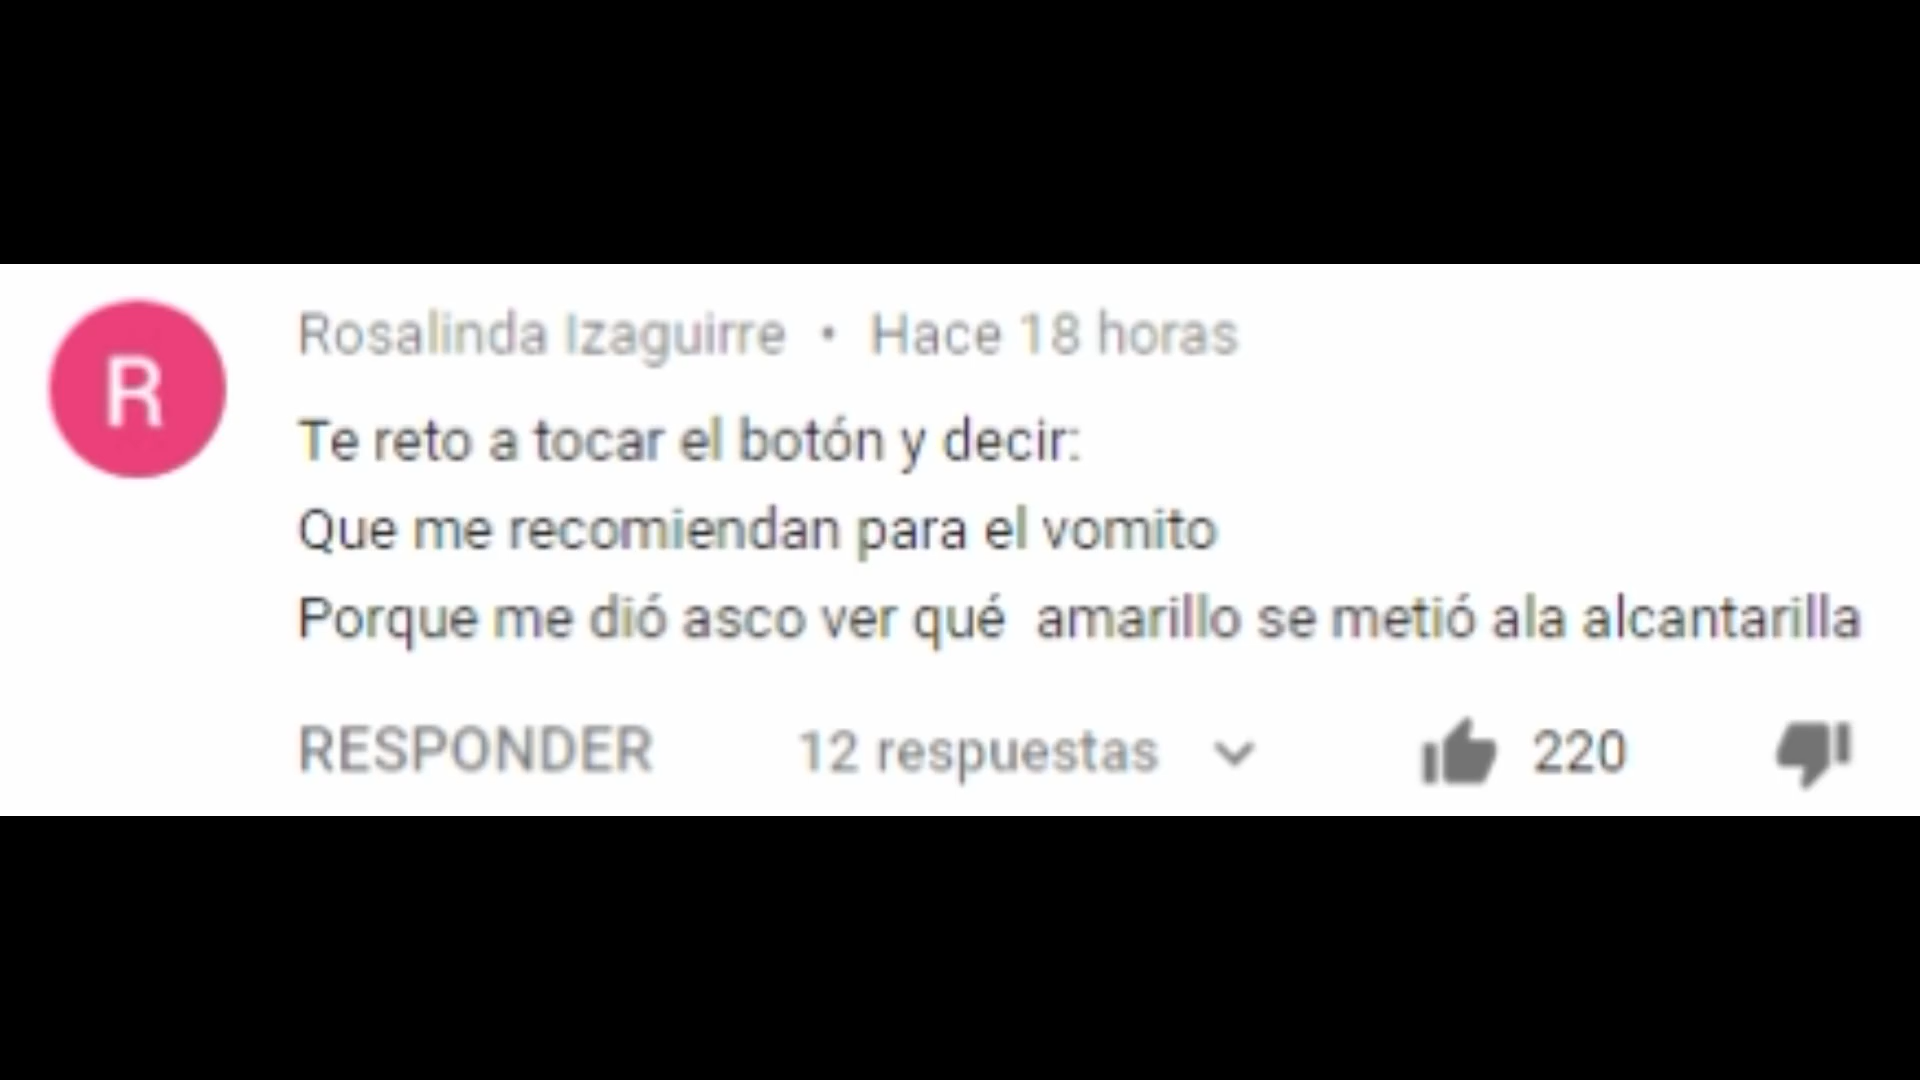 R
Rosalinda Izaguirre • Hace 18 horas
Te reto a tocar el botón y decir:
Que me recomiendan para el vomito
Porque me dió asco ver qué  amarillo se metió ala alcantarilla
RESPONDER 12 respuestas 220